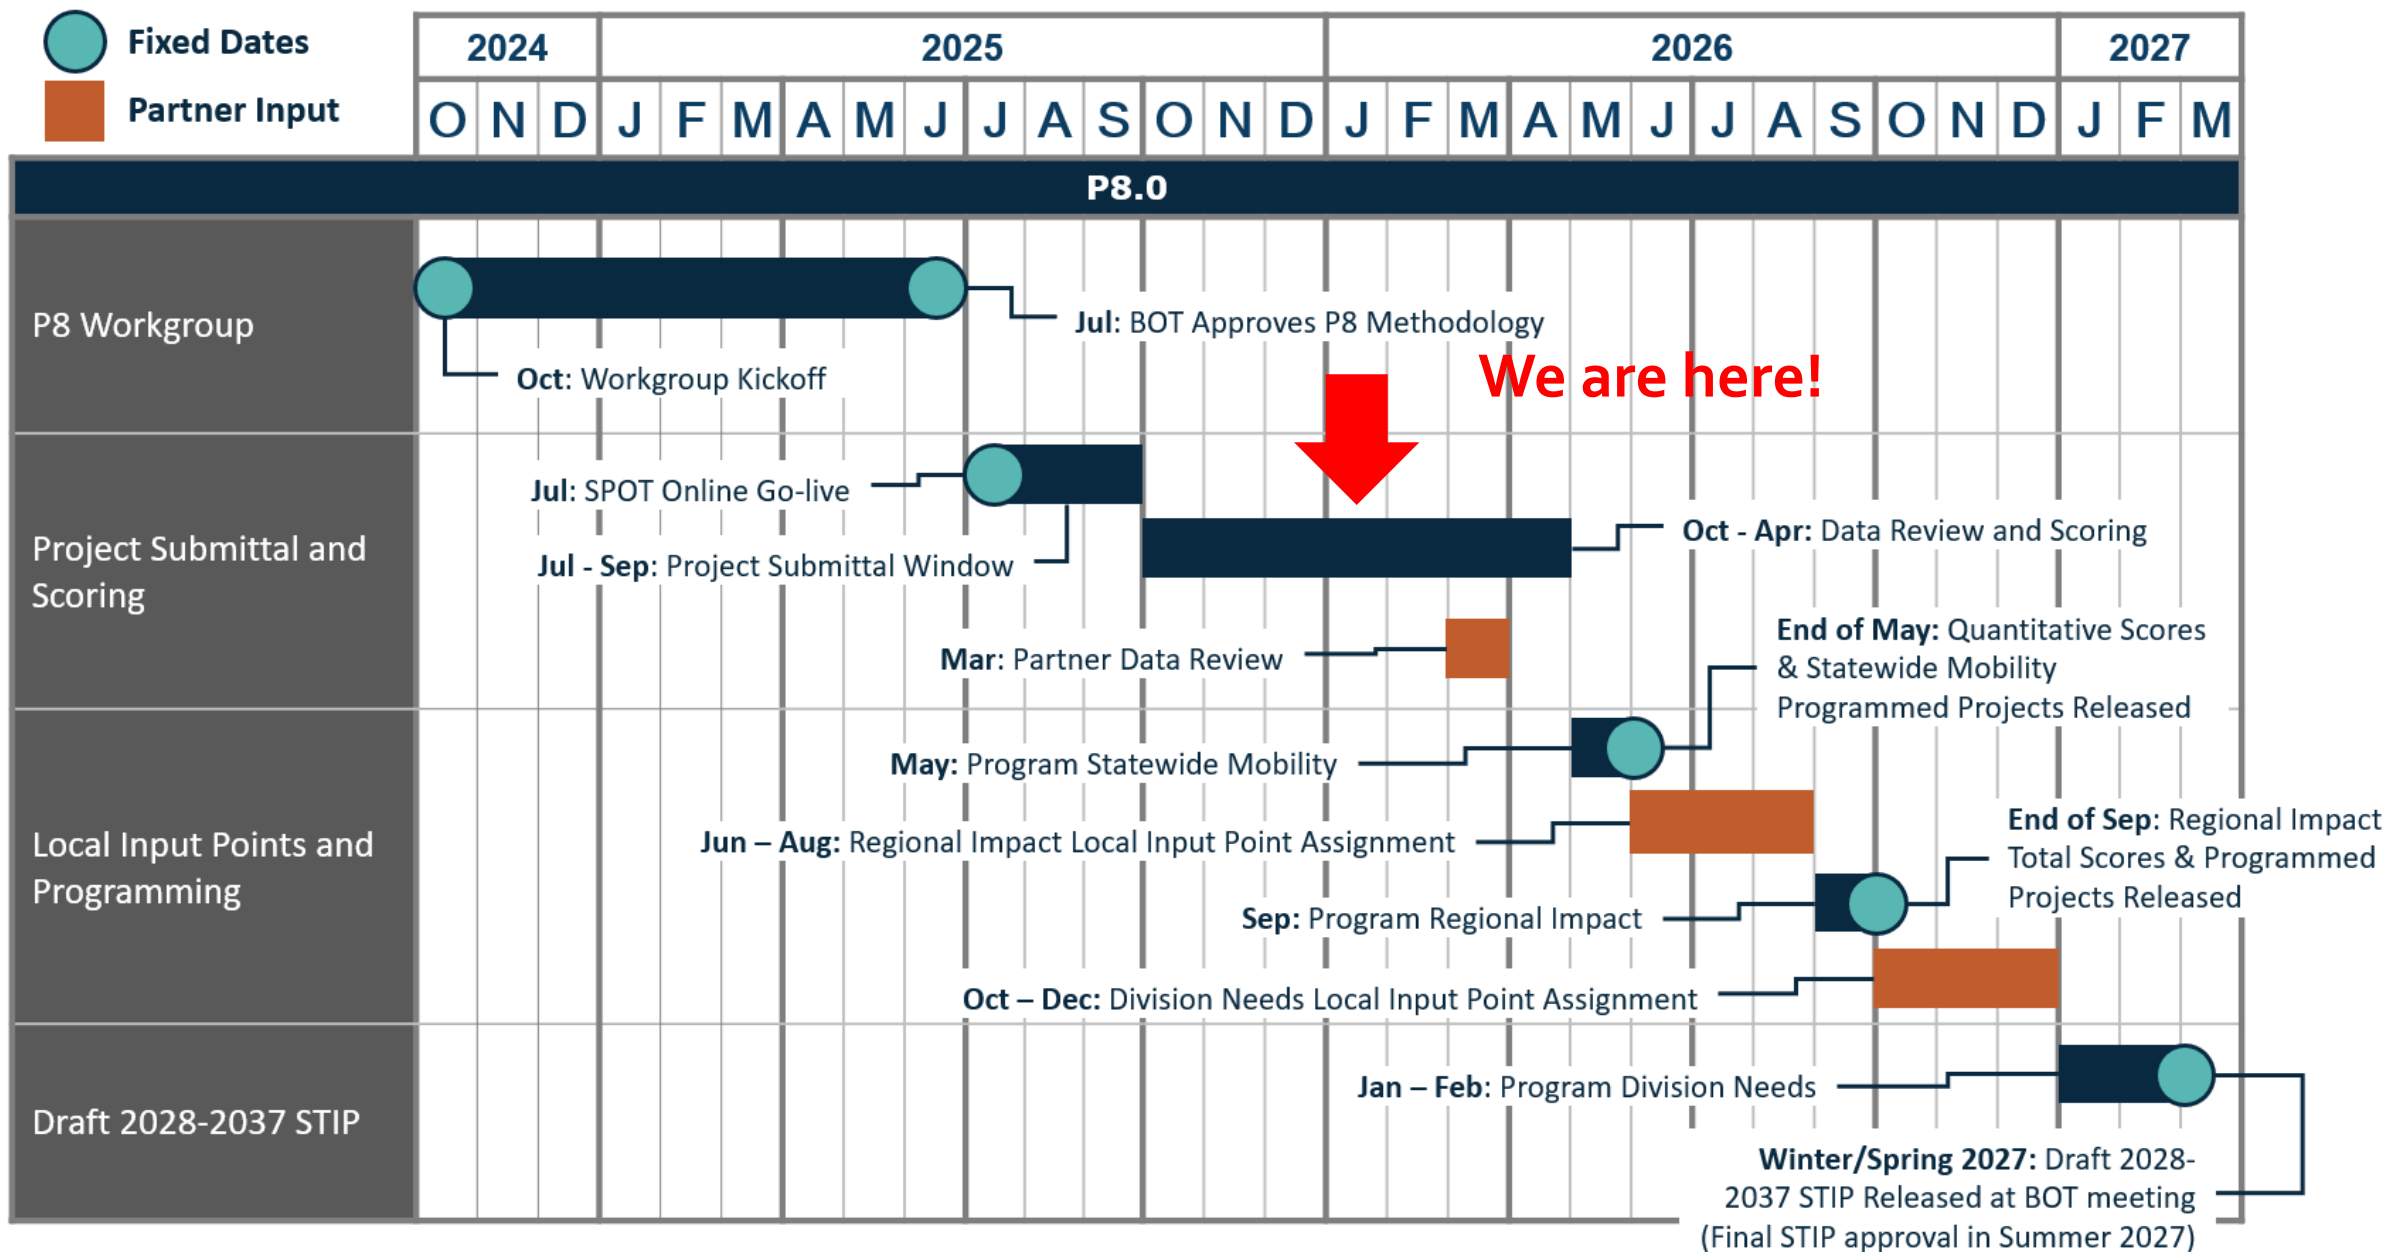 Fixed Dates
Partner Input
2024 2025 2026 2027
O N D J F M A M J J A S O N D J F M A M J J A S O N D J F M
P8.0
P8 Workgroup
Jul: BOT Approves P8 Methodology
Oct: Workgroup Kickoff
We are here!
Project Submittal and
Scoring
Jul: SPOT Online Go-live
Jul - Sep: Project Submittal Window
Oct - Apr: Data Review and Scoring
Mar: Partner Data Review
End of May: Quantitative Scores
& Statewide Mobility
Programmed Projects Released
Local Input Points and
Programming
May: Program Statewide Mobility
Jun – Aug: Regional Impact Local Input Point Assignment
End of Sep: Regional Impact
Total Scores & Programmed
Projects Released
Sep: Program Regional Impact
Oct – Dec: Division Needs Local Input Point Assignment
Draft 2028-2037 STIP
Jan – Feb: Program Division Needs
Winter/Spring 2027: Draft 2028-
2037 STIP Released at BOT meeting
(Final STIP approval in Summer 2027)